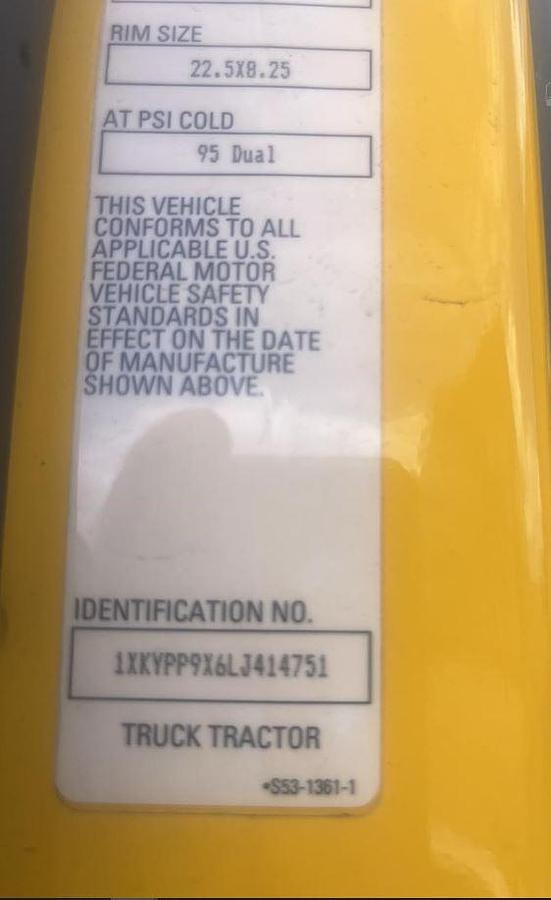 RIM SIZE
22.5X8.25
AT PSI COLD
95 Dual
THIS VEHICLE
CONFORMS TO ALL
APPLICABLE U.S.
FEDERAL MOTOR
VEHICLE SAFETY
STANDARDS IN
EFFECT ON THE DATE
OF MANUFACTURE
SHOWN ABOVE.
IDENTIFICATION NO.
1XKYPP9X6LJ414751
TRUCK TRACTOR
•S53-1361-1